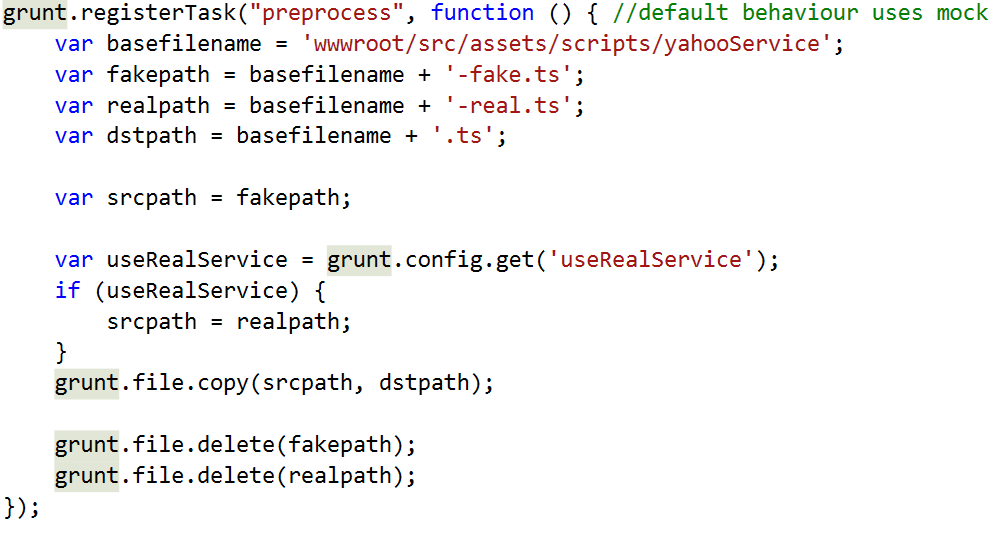 grunt.registerTask("preprocess", function () { //default behaviour uses mock
    var basefilename = 'wwwroot/src/assets/scripts/yahooService';
    var fakepath = basefilename + '-fake.ts';
    var realpath = basefilename + '-real.ts';
    var dstpath = basefilename + '.ts';

    var srcpath = fakepath;

    var useRealService = grunt.config.get('useRealService');
    if (useRealService) {
        srcpath = realpath;
    }
    grunt.file.copy(srcpath, dstpath);

    grunt.file.delete(fakepath);
    grunt.file.delete(realpath);
});